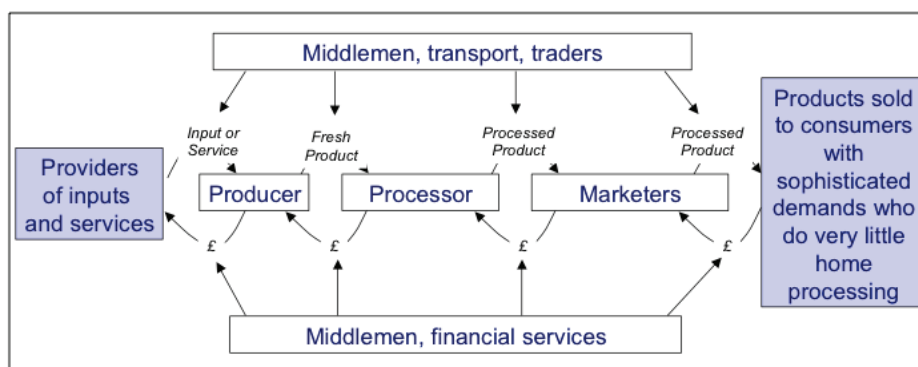 Middlemen, transport, traders
Input or
Service
Fresh
Product
Processed
Product
Processed
Product
Providers
of inputs
and services
Producer
Processor
Marketers
Products sold
to consumers
with
sophisticated
demands who
do very little
home
processing
£
£
£
£
Middlemen, financial services